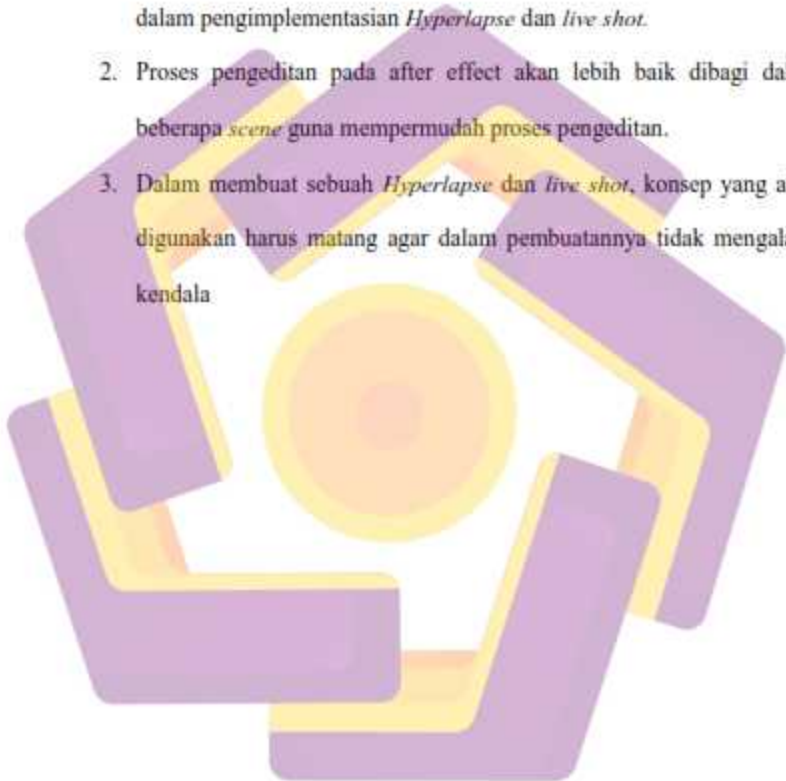 dalam pengimplementasian Hyperlapse dan live shot.
2. Proses pengeditan pada after effect akan lebih baik dibagi dal
beberapa scene guna mempermudah proses pengeditan.
3. Dalam membuat sebuah Hyperlapse dan live shot, konsep yang a
digunakan harus matang agar dalam pembuatannya tidak mengala
kendala